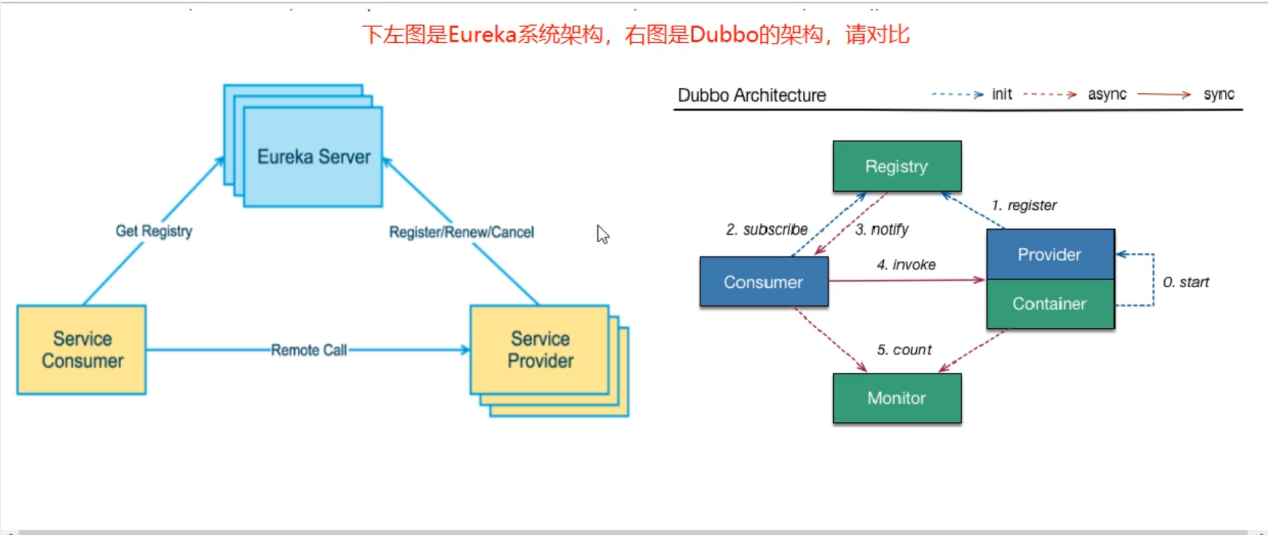 下左图是Eureka系统架构，右图是Dubbo的架构，请对比
Eureka Server
Get Registry
Register/Renew/Cancel
Service
Consumer
Remote Call
Service
Provider
Dubbo Architecture
init
async
sync
Registry
1. register
2. subscribe
3. notify
Provider
4. invoke
Consumer
0. start
Container
5. count
Monitor